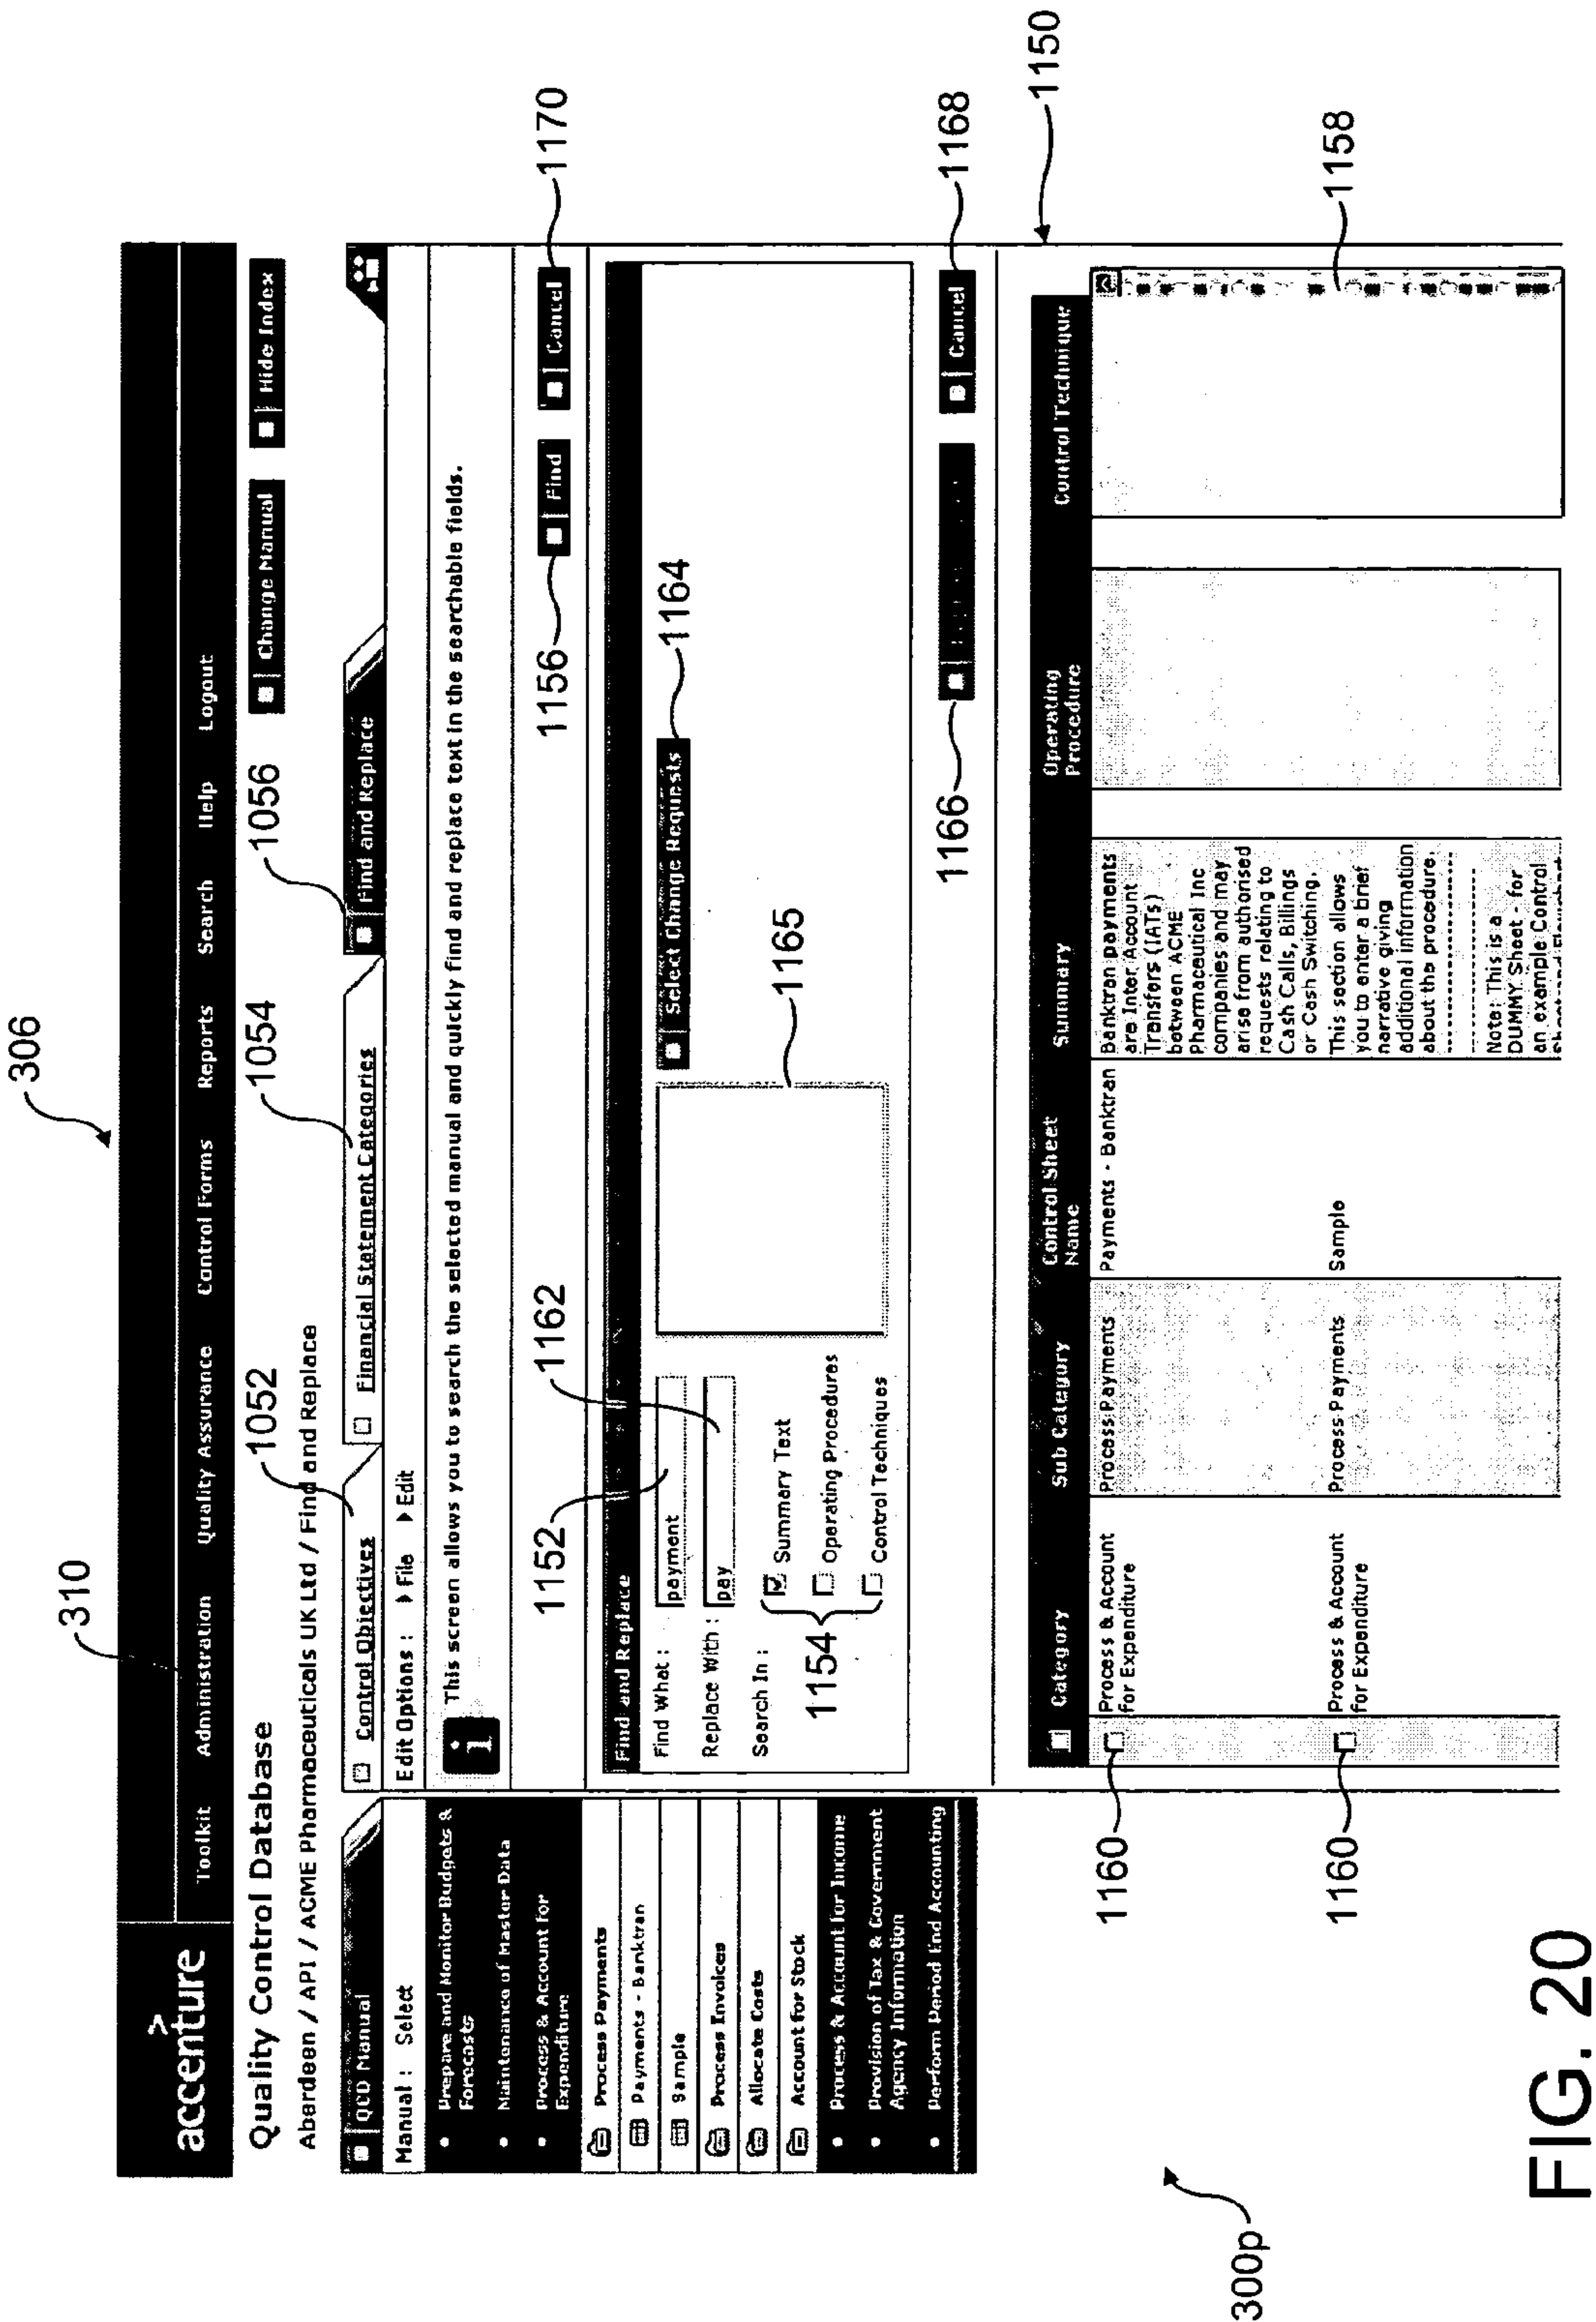 306
310
accenture
Toolkit Administration Quality Assurance Control Forms Reports Search Help Logout
Quality Control Database
Change Manual
Hide Index
Aberdeen / API / ACME Pharmaceuticals UK Ltd / Find and Replace
1052
1054
1056
QCD Manual
Control Objectives
Financial Statement Categories
Find and Replace
Manual : Select
Edit Options : File Edit
Prepare and Monitor Budgets &
Forecasts
Maintenance of Master Data
Process & Account for
Expenditure
Process Payments
Payments - Banktran
Sample
Process Invoices
Allocate Costs
Account for Stock
Process & Account for Income
Provision of Tax & Government
Agency Information
Perform Period End Accounting
i
This screen allows you to search the selected manual and quickly find and replace text in the searchable fields.
1156
Find
Cancel
1170
1152
1162
Find and Replace
Find What : payment
Replace With : pay
Search In :
Summary Text
Operating Procedures
Control Techniques
1154
1165
Select Change Requests
1164
1166
Cancel
1168
1150
Category
Sub Category
Control Sheet
Name
Summary
Operating
Procedure
Control Technique
1160
Process & Account
for Expenditure
Process Payments
Payments - Banktran
Banktran payments
are Inter Account
Transfers (IATs)
between ACME
Pharmaceutical Inc
companies and may
arise from authorised
requests relating to
Cash Calls, Billings
or Cash Switching.
1158
1160
Process & Account
for Expenditure
Process Payments
Sample
This section allows
you to enter a brief
narrative giving
additional information
about the procedure.
Note: This is a
DUMMY Sheet - for
an example Control
300p
FIG. 20